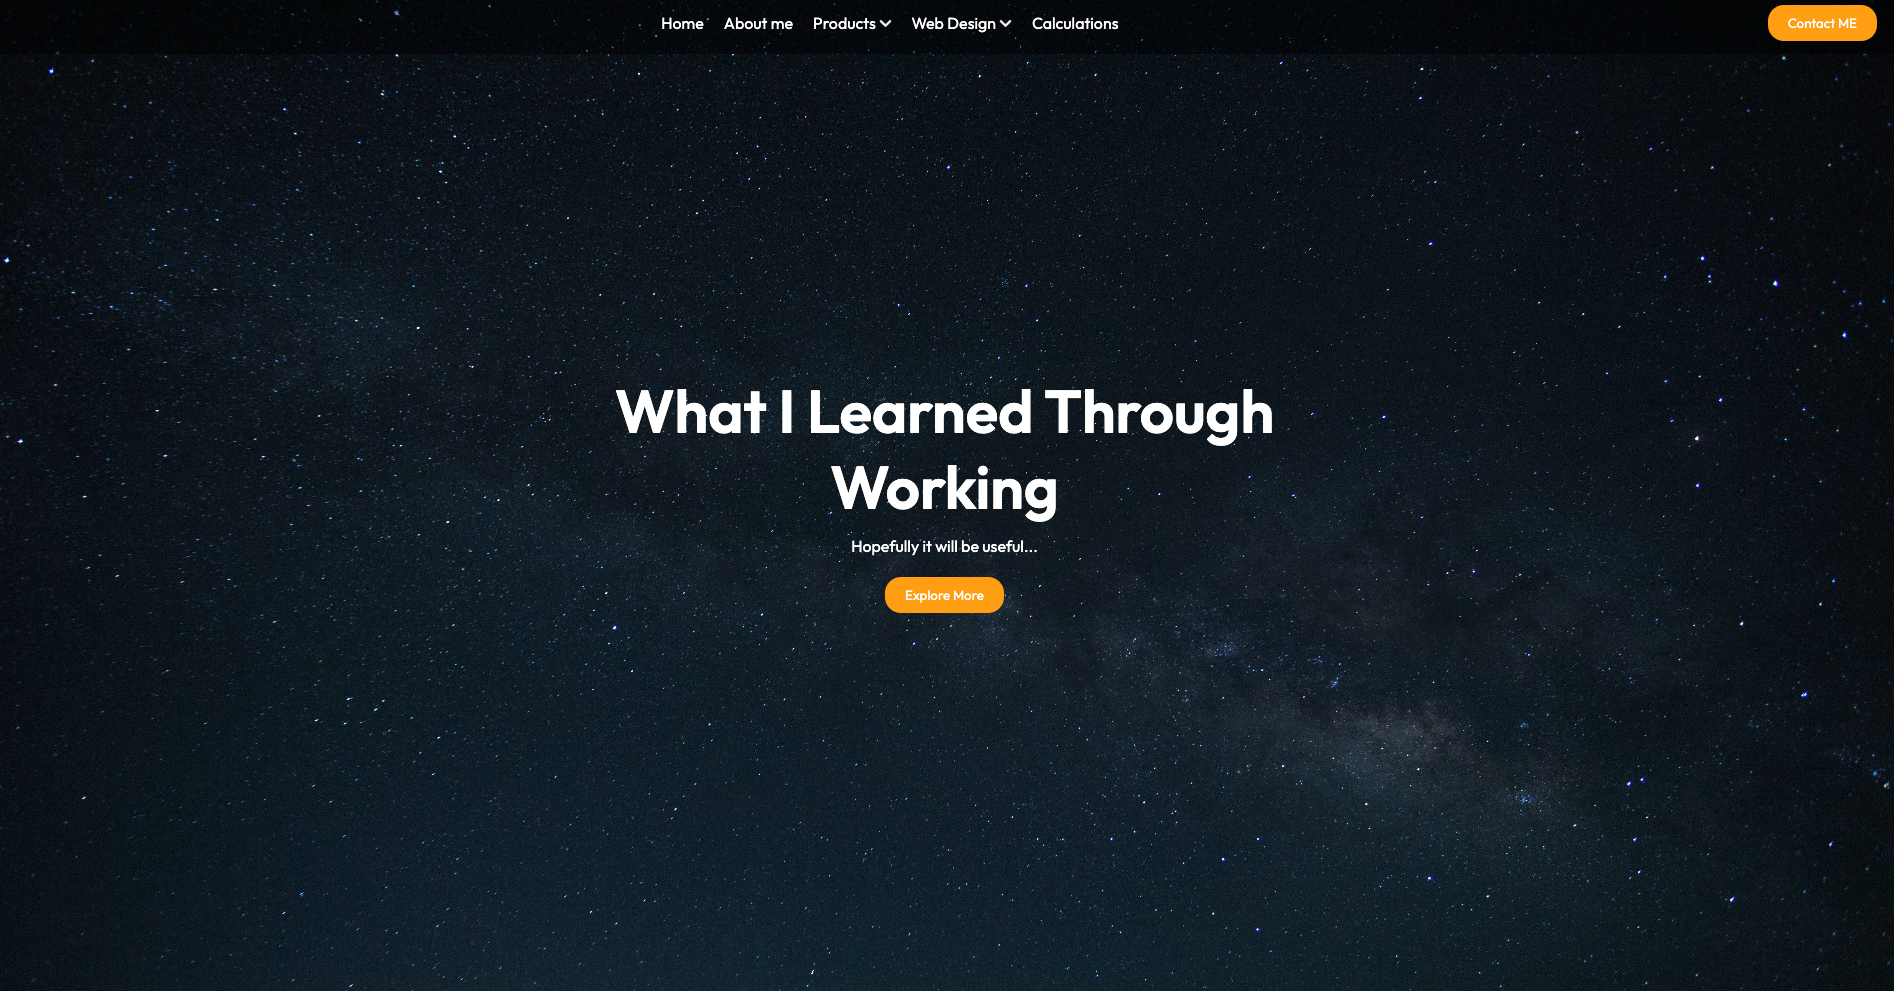 Home About me Products Web Design Calculations Contact ME
What I Learned Through
Working
Hopefully it will be useful...
Explore More